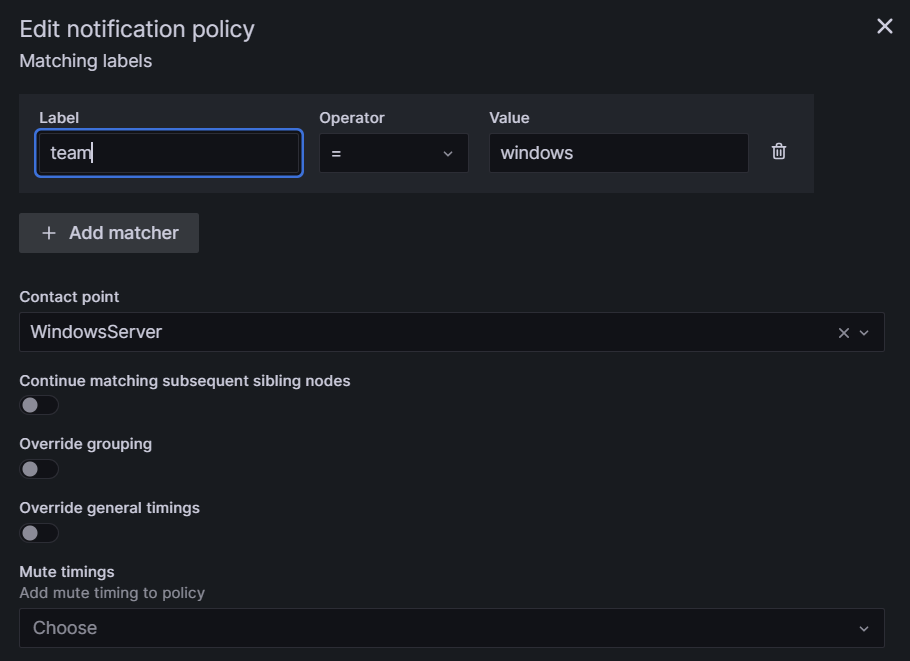 Edit notification policy
Matching labels
Label Operator Value
team = windows
+ Add matcher
Contact point
WindowsServer
Continue matching subsequent sibling nodes
Override grouping
Override general timings
Mute timings
Add mute timing to policy
Choose